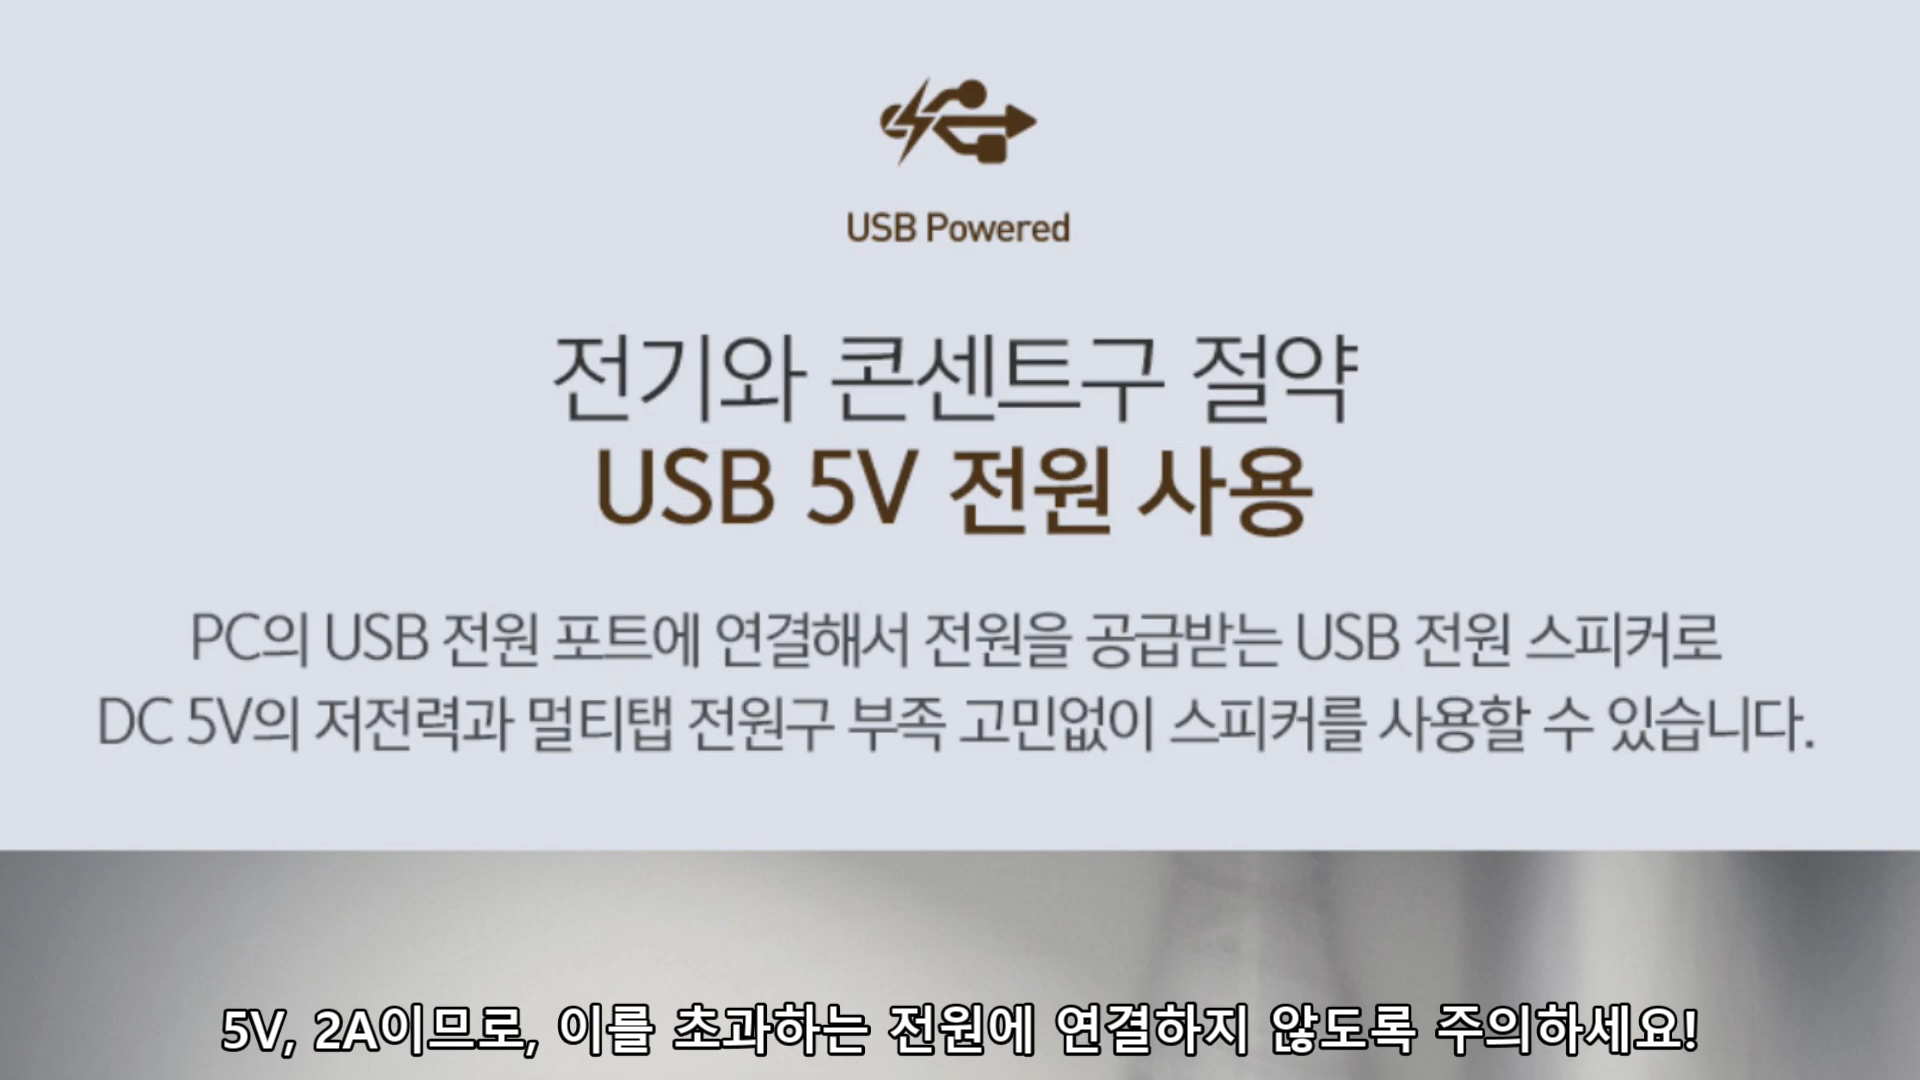 USB Powered
전기와 콘센트구 절약
USB 5V 전원 사용
PC의 USB 전원 포트에 연결해서 전원을 공급받는 USB 전원 스피커로
DC 5V의 저전력과 멀티탭 전원구 부족 고민없이 스피커를 사용할 수 있습니다.
5V, 2A이므로, 이를 초과하는 전원에 연결하지 않도록 주의하세요!